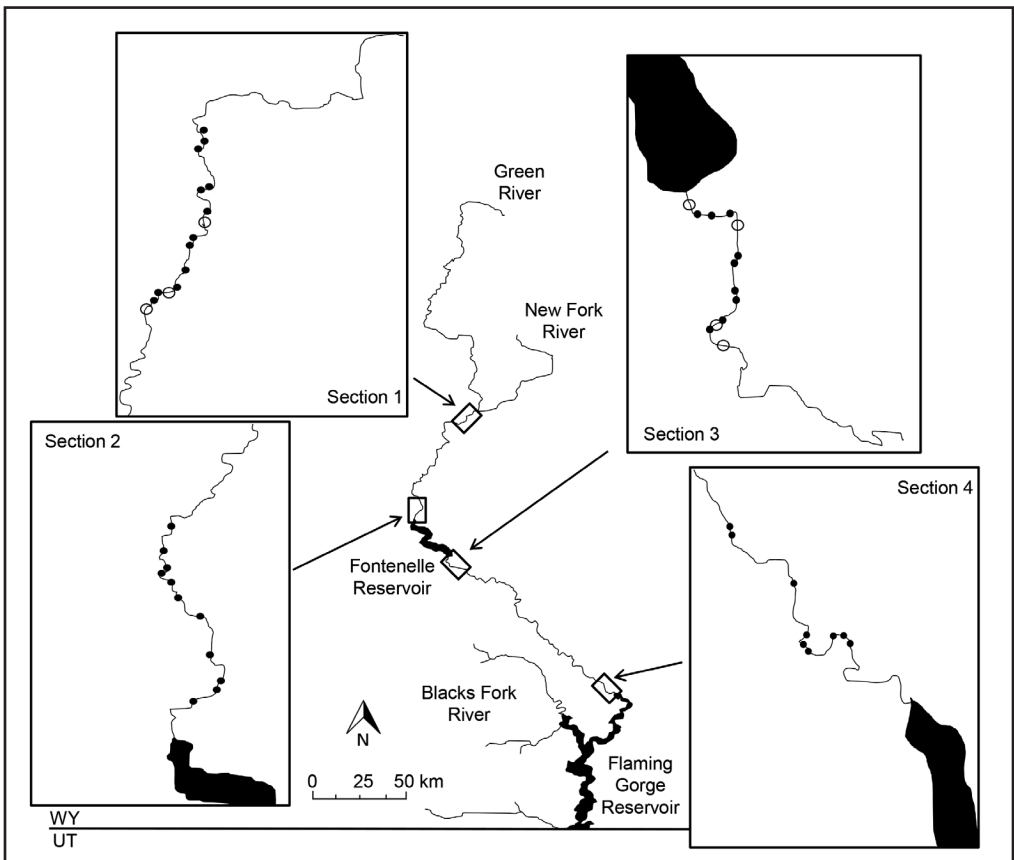 Green
River
New Fork
River
Section 1
Section 2
Section 3
Section 4
Fontenelle
Reservoir
Blacks Fork
River
N
0 25 50 km
Flaming
Gorge
Reservoir
WY
UT